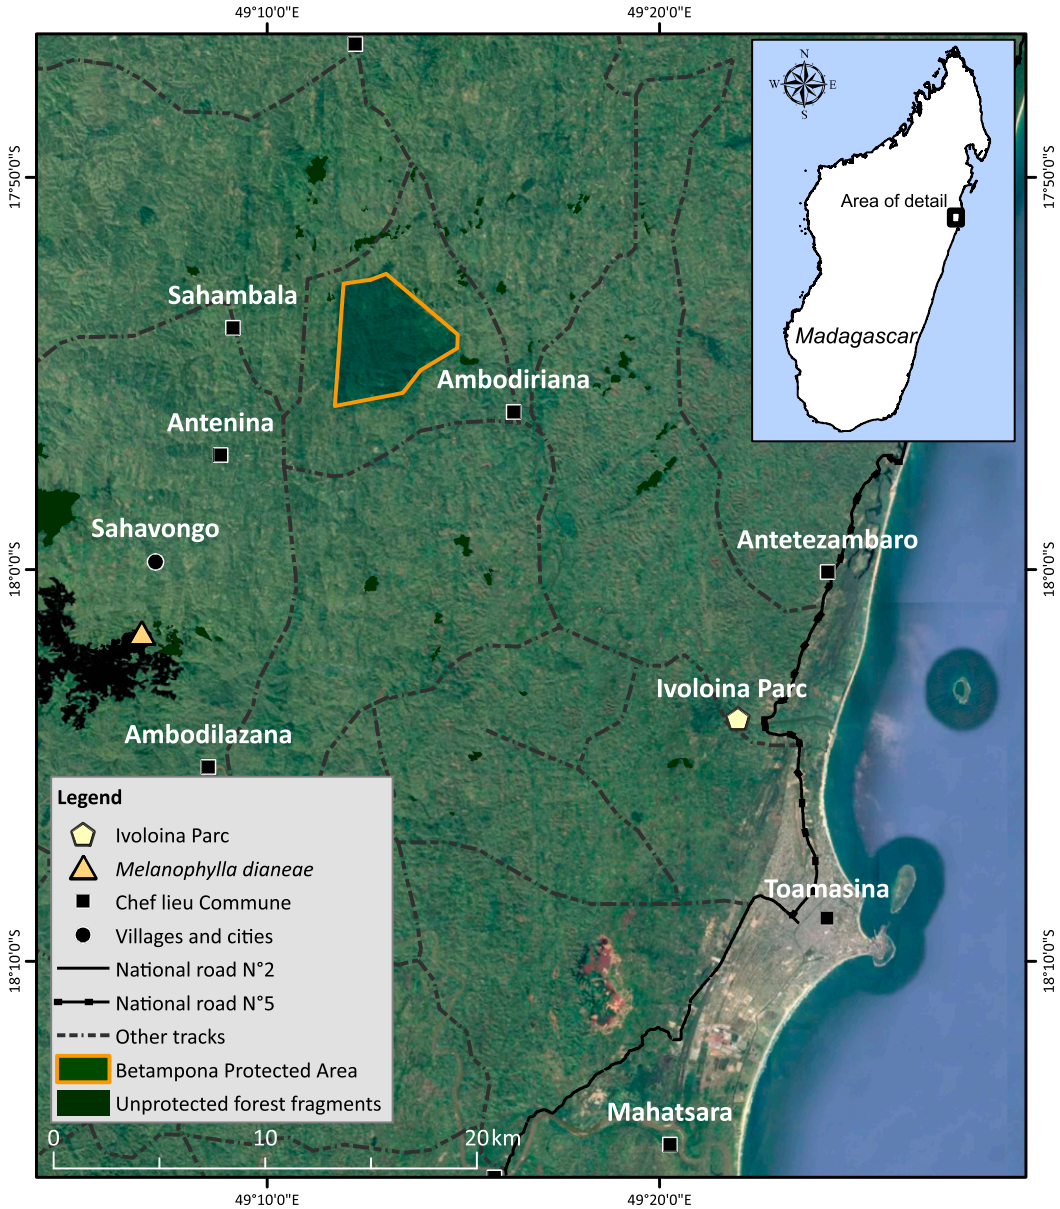 49°10'0"E
49°20'0"E
N
W
E
S
17°50'0"S
17°50'0"S
Area of detail
Sahambala
Madagascar
Ambodiriana
Antenina
Sahavongo
Antetezambaro
18°0'0"S
18°0'0"S
Ivoloina Parc
Ambodilazana
Legend
Ivoloina Parc
Melanophylla dianeae
Chef lieu Commune
Villages and cities
National road N°2
National road N°5
Other tracks
Betampona Protected Area
Unprotected forest fragments
Toamasina
18°10'0"S
18°10'0"S
Mahatsara
0
10
20 km
49°10'0"E
49°20'0"E